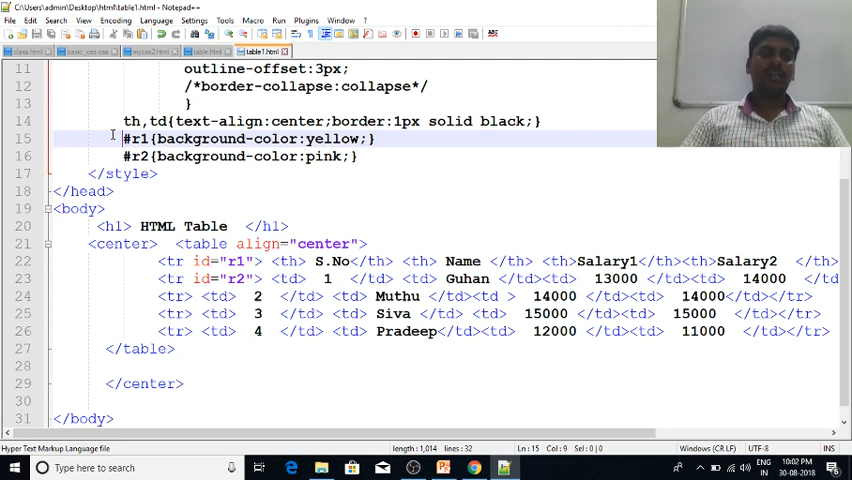 C:\Users\admin\Desktop\html\table1.html - Notepad++
File Edit Search View Encoding Language Settings Tools Macro Run Plugins Window ?
class.html basic_css.css mycss27.html table.html table1.html
11 outline-offset:3px;
12 /*border-collapse:collapse*/
13 }
14 th,td{text-align:center;border:1px solid black;}
15 #r1{background-color:yellow;}
16 #r2{background-color:pink;}
17 </style>
18 </head>
19 <body>
20 <h1> HTML Table </h1>
21 <center> <table align="center">
22 <tr id="r1"> <th> S.No</th> <th> Name </th> <th>Salary1</th><th>Salary2 </th>
23 <tr id="r2"> <td> 1 </td> <td> Guhan </td><td> 13000 </td><td> 14000 </td>
24 <tr> <td> 2 </td> <td> Muthu </td><td > 14000 </td><td> 14000</td></tr>
25 <tr> <td> 3 </td> <td> Siva </td><td> 15000 </td><td> 15000 </td></tr>
26 <tr> <td> 4 </td> <td> Pradeep</td><td> 12000 </td><td> 11000 </td></tr>
27 </table>
28
29 </center>
30
31 </body>
Hyper Text Markup Language file length : 1,014 lines : 32 Ln : 15 Col : 9 Sel : 0 | 0 Windows (CR LF) UTF-8 INS
Type here to search
ENG
IN
10:02 PM
30-08-2018